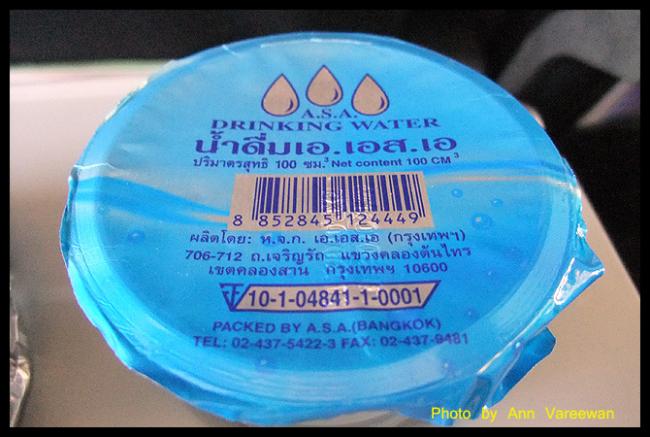 A.S.A.
DRINKING WATER
น้ำดื่มเอ.เอส.เอ
ปริมาตรสุทธิ 100 ซม.³ Net content 100 CM³
8 852845 124449
ผลิตโดย: ห.จ.ก. เอ.เอส.เอ (กรุงเทพฯ)
706-712 ถ.เจริญรัถ แขวงคลองต้นไทร
เขตคลองสาน กรุงเทพฯ 10600
10-1-04841-1-0001
PACKED BY A.S.A.(BANGKOK)
TEL: 02-437-5422-3 FAX: 02-437-9481
Photo by Ann Vareewan